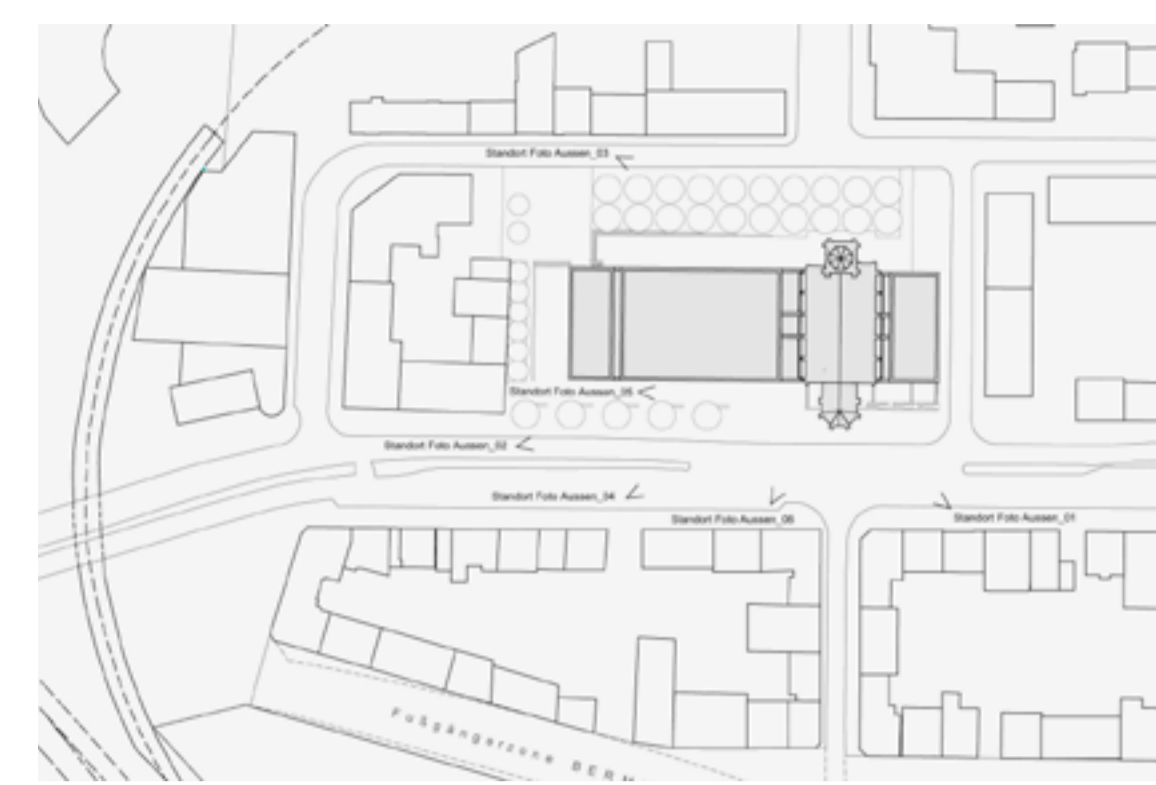 Standort Foto Aussen_03
Standort Foto Aussen_05
Standort Foto Aussen_02
Standort Foto Aussen_04
Standort Foto Aussen_06
Standort Foto Aussen_01
Fußgängerzone BERM